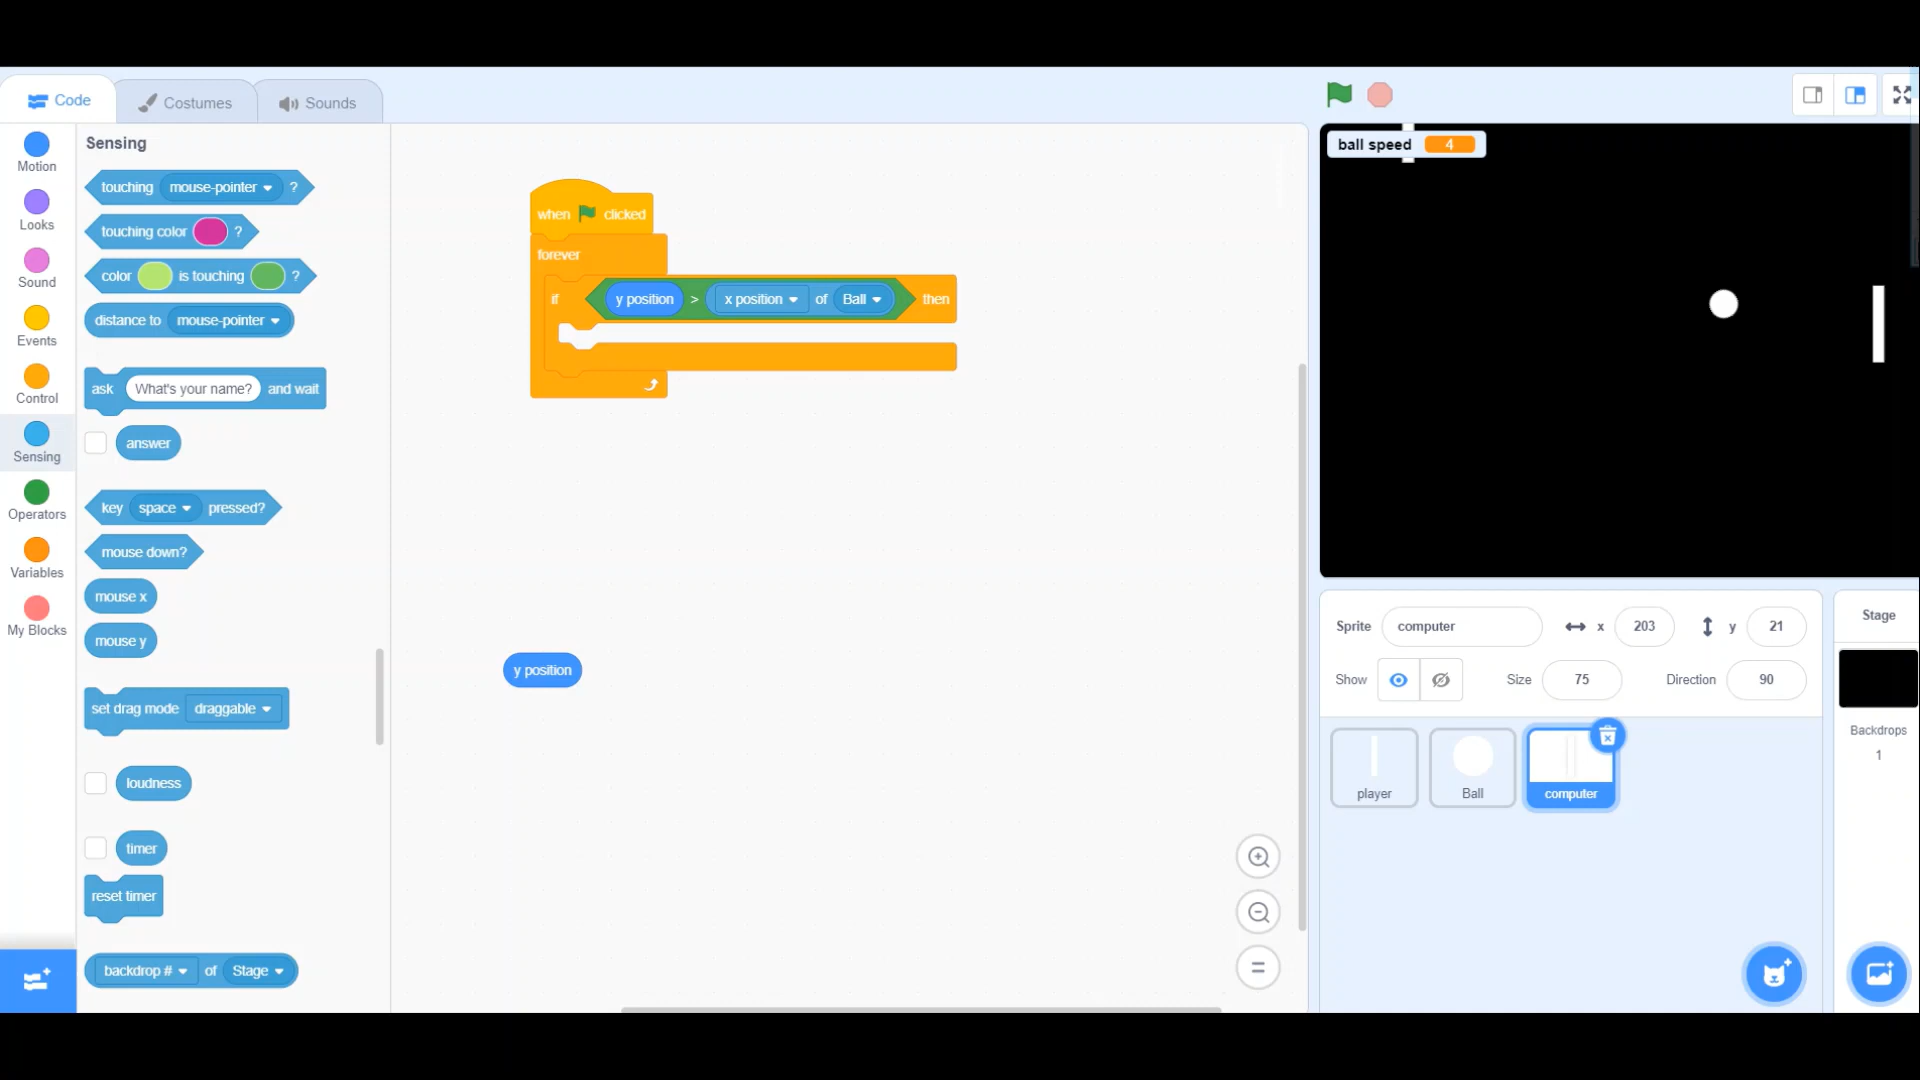 Code
Costumes
Sounds
Motion
Looks
Sound
Events
Control
Sensing
Operators
Variables
My Blocks
Sensing
touching mouse-pointer ?
touching color ?
color is touching ?
distance to mouse-pointer
ask What's your name? and wait
answer
key space pressed?
mouse down?
mouse x
mouse y
set drag mode draggable
loudness
timer
reset timer
backdrop # of Stage
when clicked
forever
if y position > x position of Ball then
y position
ball speed 4
Sprite computer x 203 y 21
Show Size 75 Direction 90
player
Ball
computer
Stage
Backdrops
1